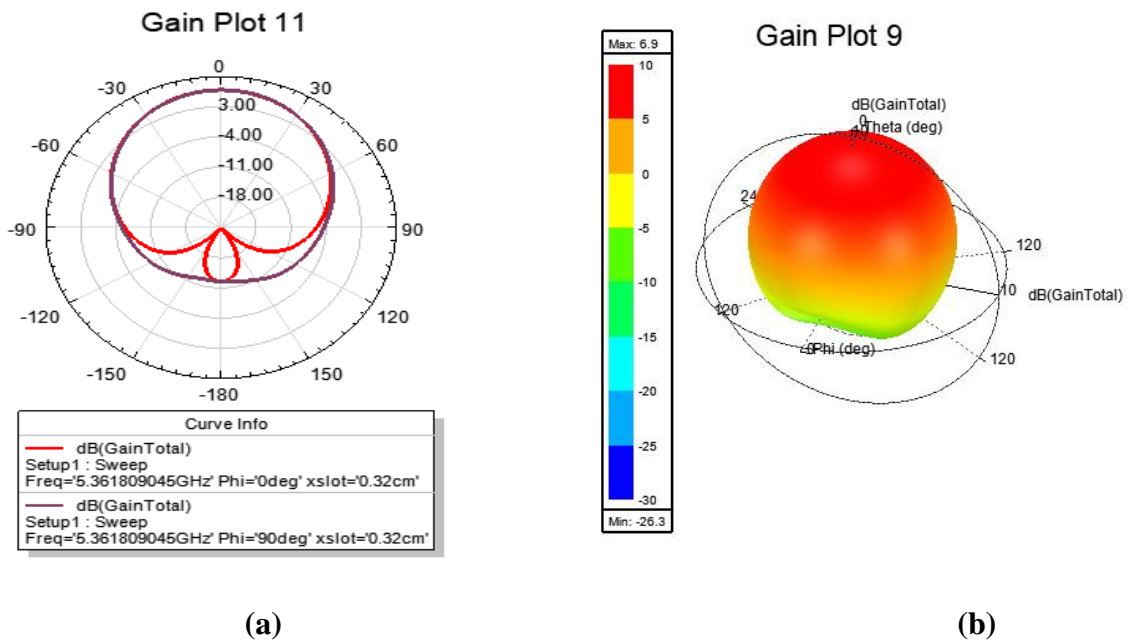 Gain Plot 11
0
-30
30
-60
60
-90
90
-120
120
-150
150
-180
3.00
-4.00
-11.00
-18.00
Curve Info
dB(GainTotal)
Setup1 : Sweep
Freq='5.361809045GHz' Phi='0deg' xslot='0.32cm'
dB(GainTotal)
Setup1 : Sweep
Freq='5.361809045GHz' Phi='90deg' xslot='0.32cm'
(a)
Gain Plot 9
Max: 6.9
10
5
0
-5
-10
-15
-20
-25
-30
Min: -26.3
dB(GainTotal)
0
Theta (deg)
24
120
10
dB(GainTotal)
120
Phi (deg)
120
(b)